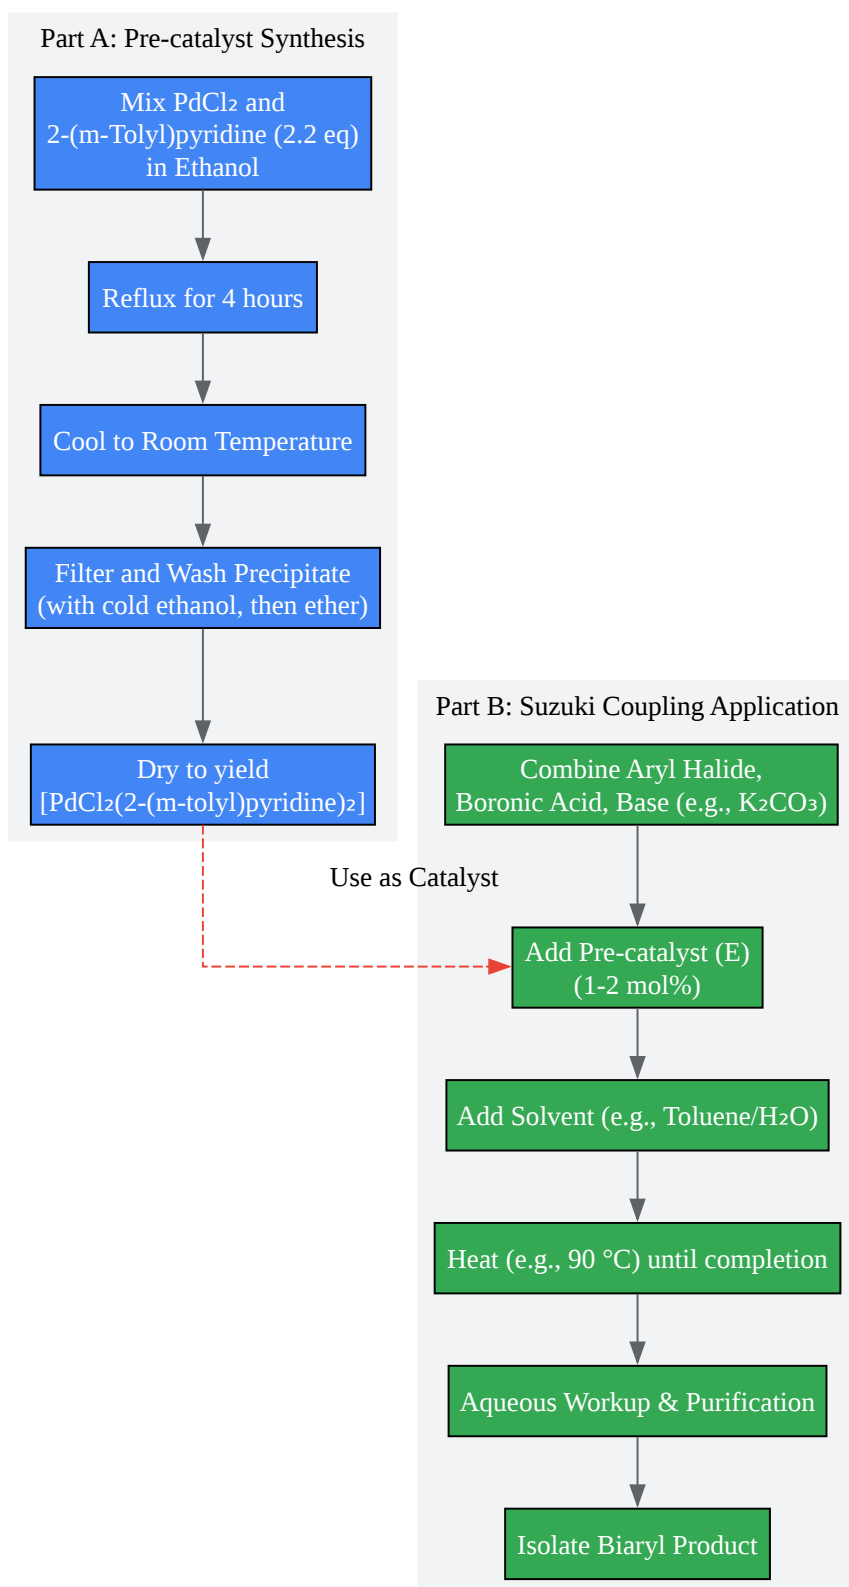 Part A: Pre-catalyst Synthesis
Mix PdCl₂ and
2-(m-Tolyl)pyridine (2.2 eq)
in Ethanol
Reflux for 4 hours
Cool to Room Temperature
Filter and Wash Precipitate
(with cold ethanol, then ether)
Dry to yield
[PdCl₂(2-(m-tolyl)pyridine)₂]
Use as Catalyst
Part B: Suzuki Coupling Application
Combine Aryl Halide,
Boronic Acid, Base (e.g., K₂CO₃)
Add Pre-catalyst (E)
(1-2 mol%)
Add Solvent (e.g., Toluene/H₂O)
Heat (e.g., 90 °C) until completion
Aqueous Workup & Purification
Isolate Biaryl Product